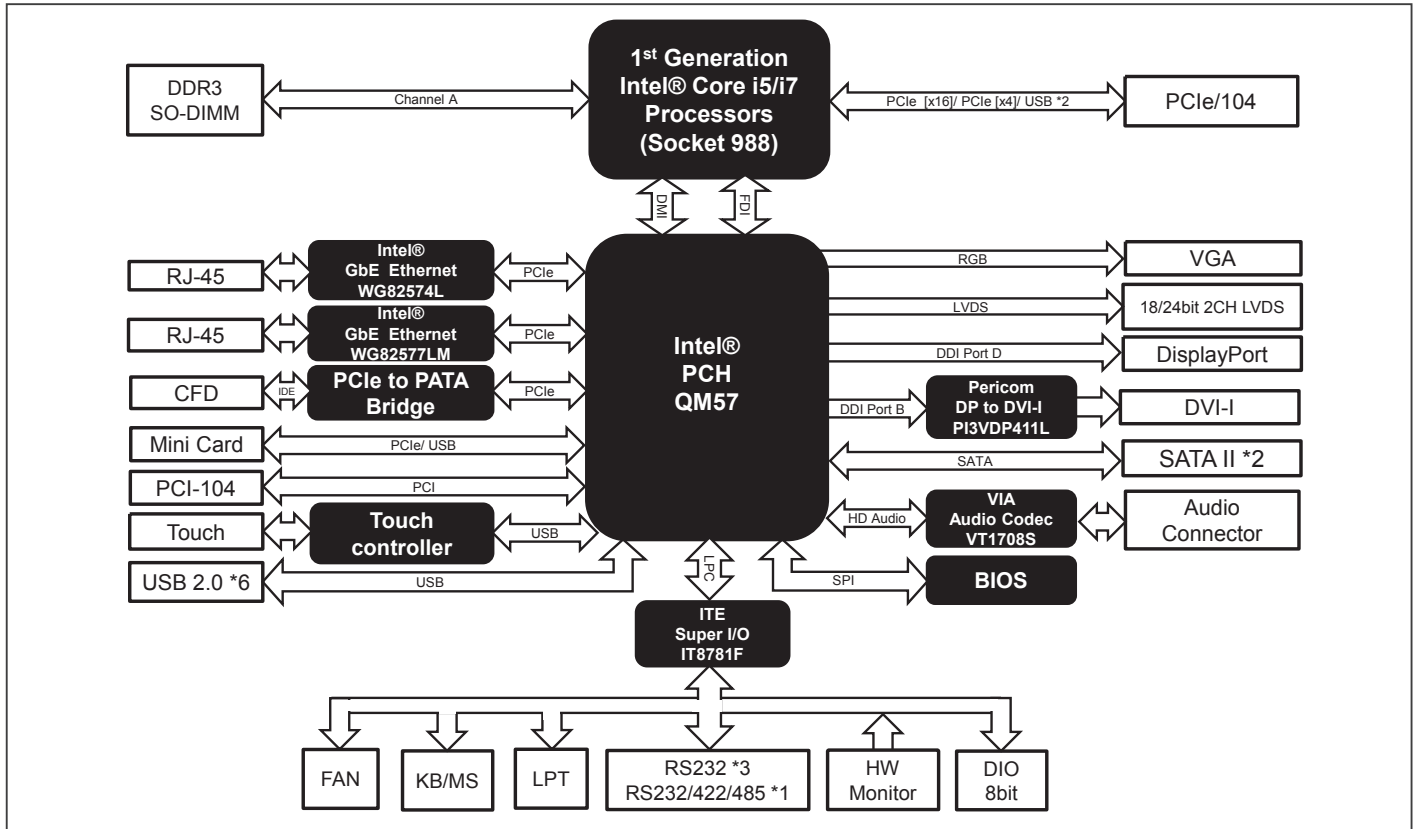 1st Generation
Intel® Core i5/i7
Processors
(Socket 988)
DDR3
SO-DIMM
Channel A
PCIe [x16]/ PCIe [x4]/ USB *2
PCIe/104
DMI
FDI
Intel®
PCH
QM57
RJ-45
Intel®
GbE Ethernet
WG82574L
PCIe
RJ-45
Intel®
GbE Ethernet
WG82577LM
PCIe
CFD
IDE
PCIe to PATA
Bridge
PCIe
Mini Card
PCIe/ USB
PCI-104
PCI
Touch
Touch
controller
USB
USB 2.0 *6
USB
RGB
VGA
LVDS
18/24bit 2CH LVDS
DDI Port D
DisplayPort
DDI Port B
Pericom
DP to DVI-I
PI3VDP411L
DVI-I
SATA
SATA II *2
HD Audio
VIA
Audio Codec
VT1708S
Audio
Connector
SPI
BIOS
LPC
ITE
Super I/O
IT8781F
FAN
KB/MS
LPT
RS232 *3
RS232/422/485 *1
HW
Monitor
DIO
8bit